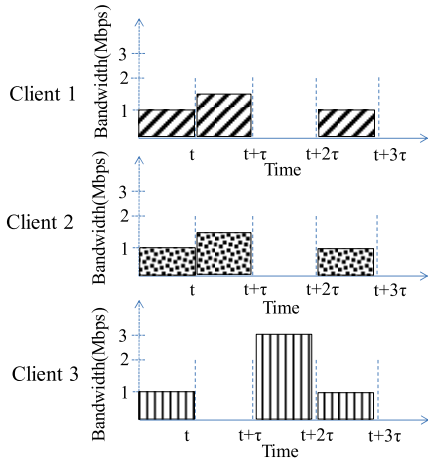 Client 1
Bandwidth(Mbps)
3
2
1
t
t+τ
t+2τ
t+3τ
Time
Client 2
Bandwidth(Mbps)
3
2
1
t
t+τ
t+2τ
t+3τ
Time
Client 3
Bandwidth(Mbps)
3
2
1
t
t+τ
t+2τ
t+3τ
Time